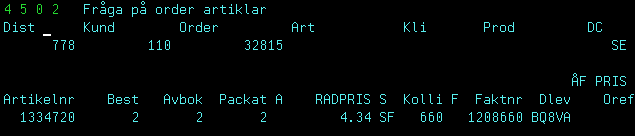 4 5 0 2 Fråga på order artiklar
Dist Kund Order Art Kli Prod DC
778 110 32815 SE
ÅF PRIS
Artikelnr Best Avbok Packat A RADPRIS S Kolli F Faktnr Dlev Oref
1334720 2 2 2 4.34 SF 660 1208660 BQ8VA